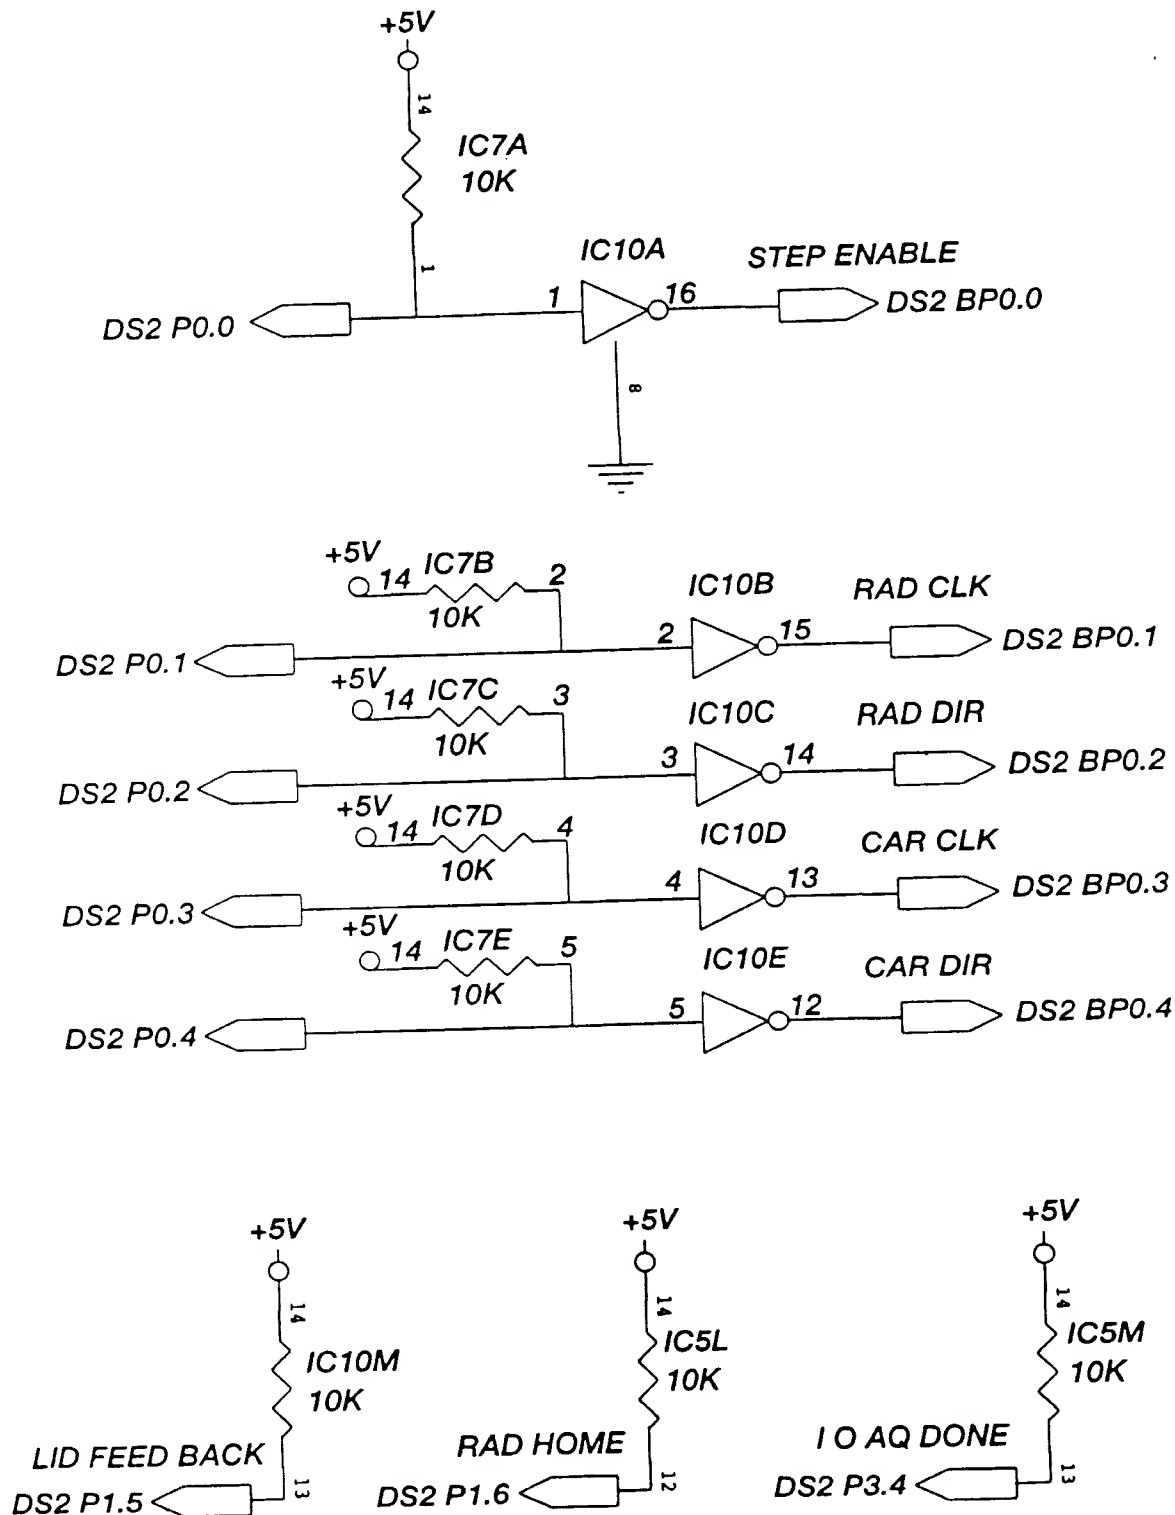 +5V
14
IC7A
10K
1
IC10A
STEP ENABLE
1
16
DS2 P0.0
DS2 BP0.0
8
+5V
14
IC7B
2
10K
IC10B
RAD CLK
2
15
DS2 P0.1
DS2 BP0.1
+5V
14
IC7C
3
10K
IC10C
RAD DIR
3
14
DS2 P0.2
DS2 BP0.2
+5V
14
IC7D
4
10K
IC10D
CAR CLK
4
13
DS2 P0.3
DS2 BP0.3
+5V
14
IC7E
5
10K
IC10E
CAR DIR
5
12
DS2 P0.4
DS2 BP0.4
+5V
14
IC10M
10K
LID FEED BACK
13
DS2 P1.5
+5V
14
IC5L
10K
RAD HOME
12
DS2 P1.6
+5V
14
IC5M
10K
I O AQ DONE
13
DS2 P3.4